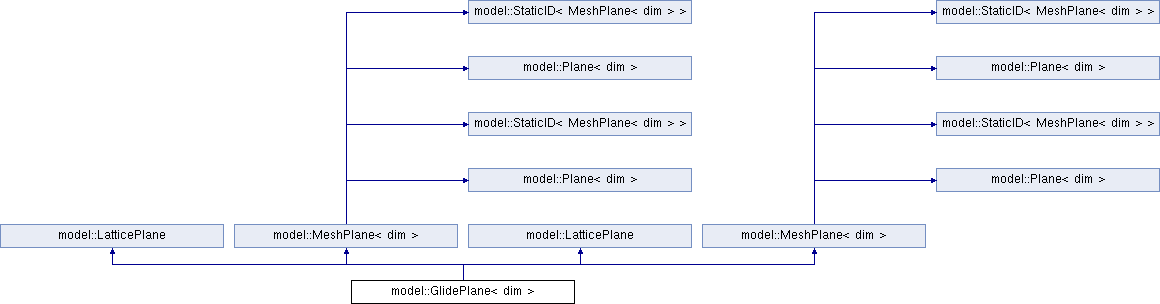 model::StaticID< MeshPlane< dim > >
model::StaticID< MeshPlane< dim > >
model::Plane< dim >
model::Plane< dim >
model::StaticID< MeshPlane< dim > >
model::StaticID< MeshPlane< dim > >
model::Plane< dim >
model::Plane< dim >
model::LatticePlane
model::MeshPlane< dim >
model::LatticePlane
model::MeshPlane< dim >
model::GlidePlane< dim >